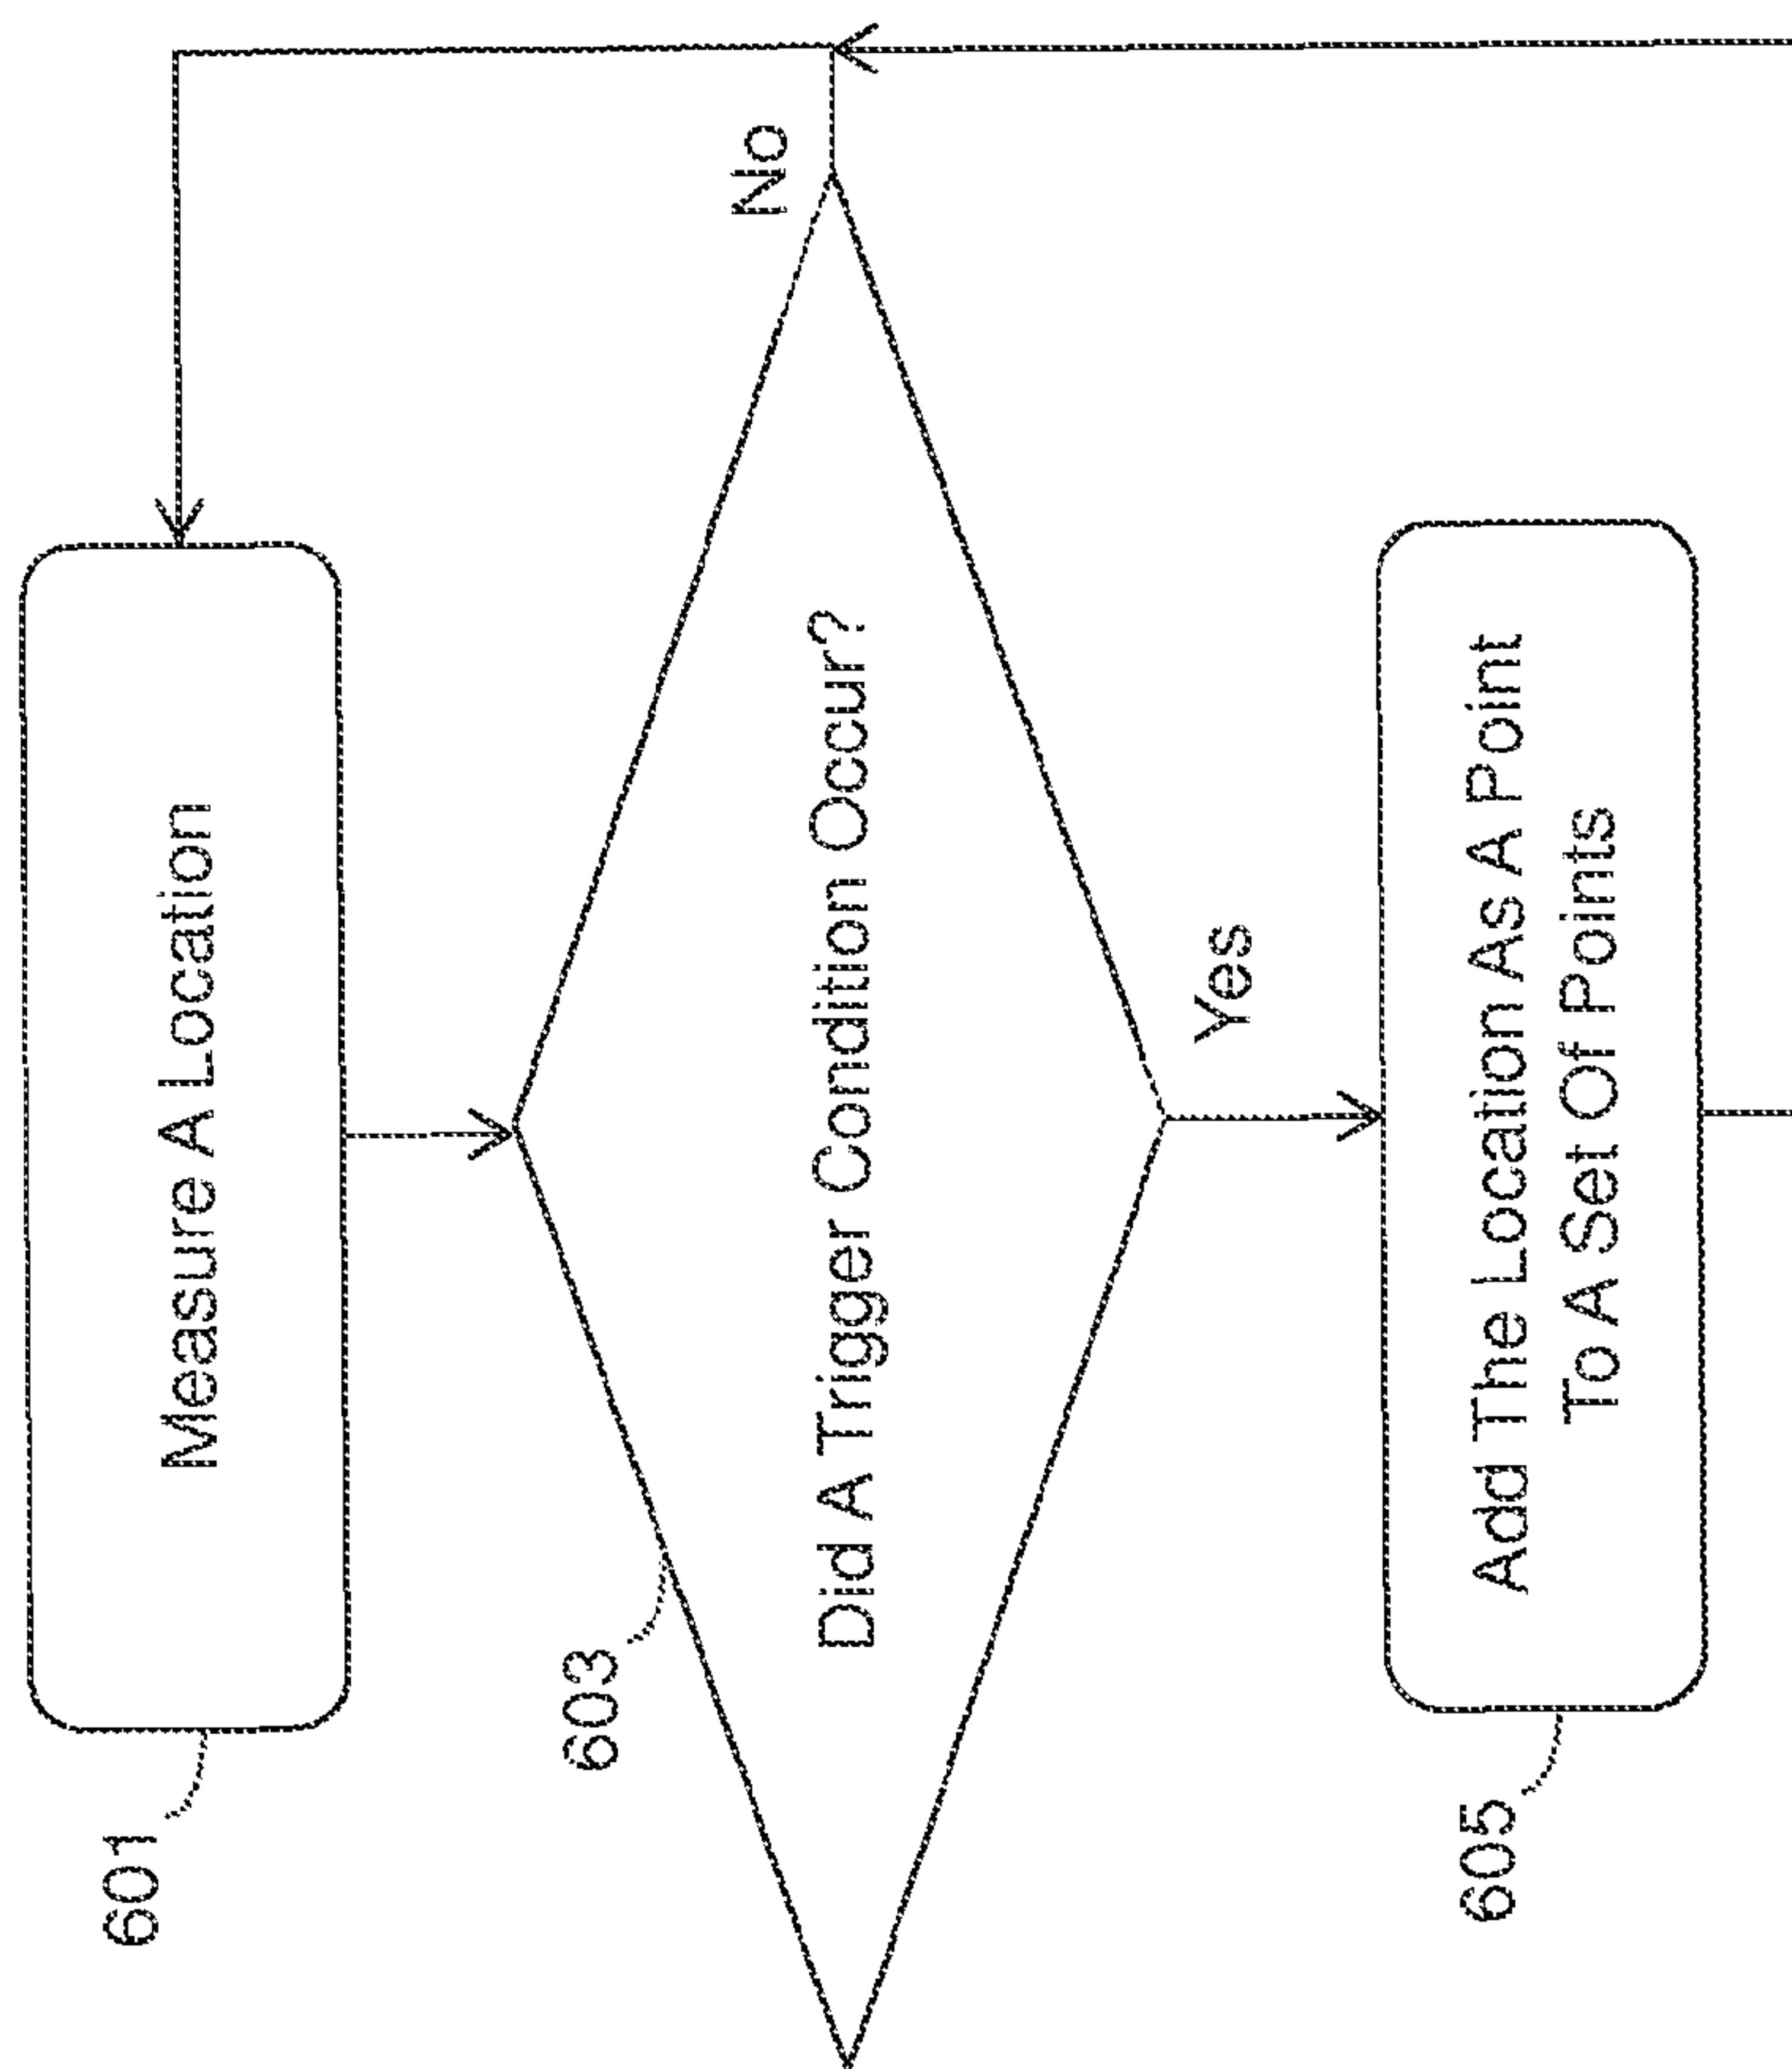 601
Measure A Location
603
Did A Trigger Condition Occur?
No
Yes
605
Add The Location As A Point
To A Set Of Points